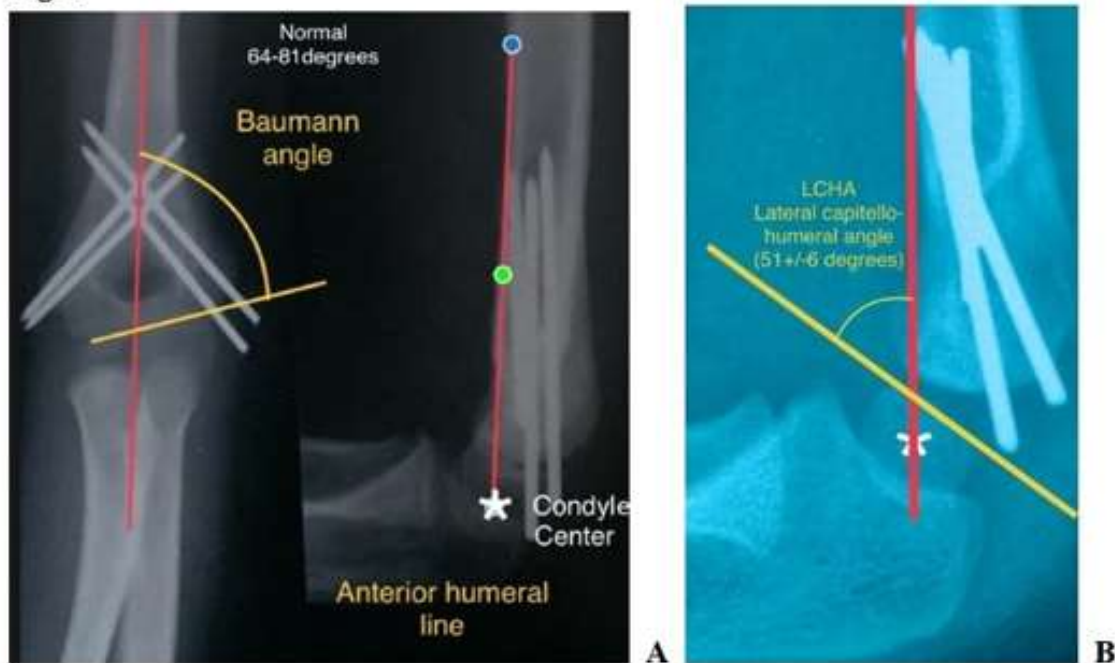 Normal
64-81degrees
Baumann
angle
Condyle
Center
Anterior humeral
line
A
LCHA
Lateral capitello-
humeral angle
(51+/-6 degrees)
B